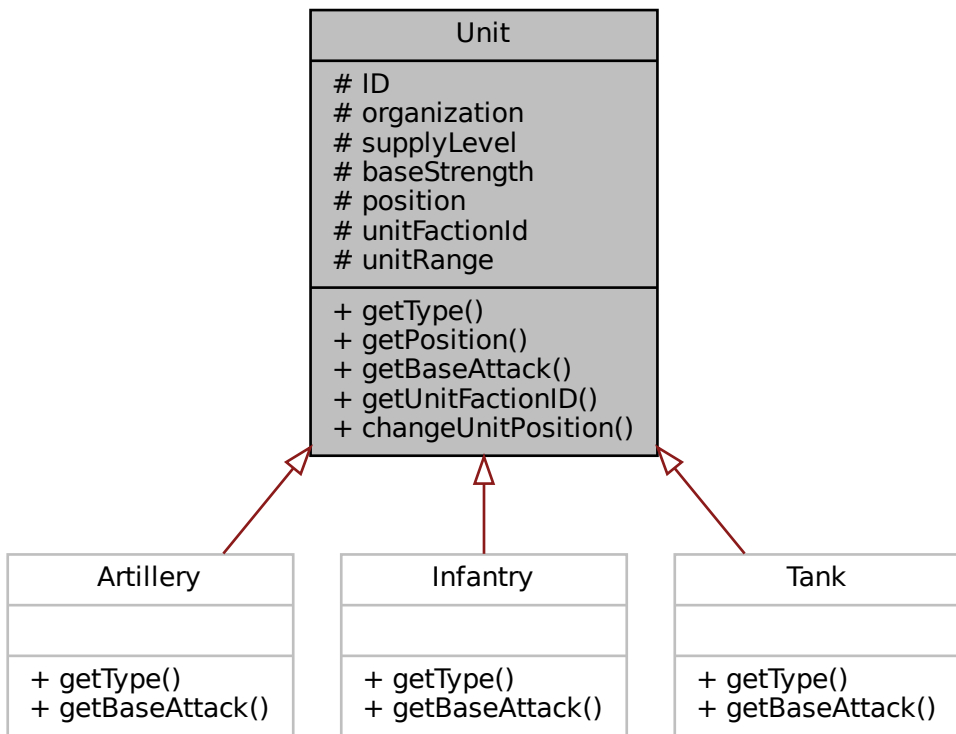 Unit
# ID
# organization
# supplyLevel
# baseStrength
# position
# unitFactionId
# unitRange
+ getType()
+ getPosition()
+ getBaseAttack()
+ getUnitFactionID()
+ changeUnitPosition()
Artillery
+ getType()
+ getBaseAttack()
Infantry
+ getType()
+ getBaseAttack()
Tank
+ getType()
+ getBaseAttack()